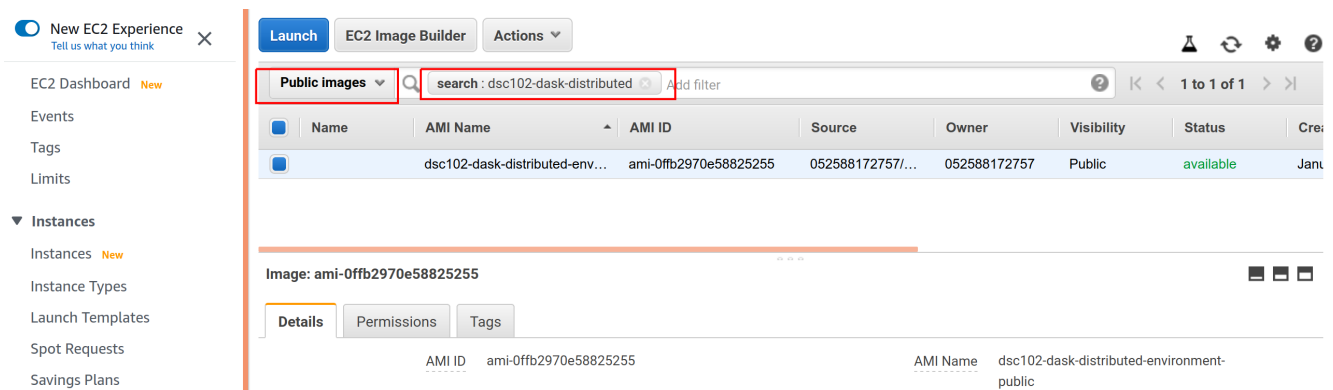 New EC2 Experience
Tell us what you think
EC2 Dashboard New
Events
Tags
Limits
Instances
Instances New
Instance Types
Launch Templates
Spot Requests
Savings Plans
Launch EC2 Image Builder Actions
Public images search : dsc102-dask-distributed Add filter 1 to 1 of 1
Name AMI Name AMI ID Source Owner Visibility Status Crea
dsc102-dask-distributed-env... ami-0ffb2970e58825255 052588172757/... 052588172757 Public available Janu
Image: ami-0ffb2970e58825255
Details Permissions Tags
AMI ID ami-0ffb2970e58825255 AMI Name dsc102-dask-distributed-environment-
public